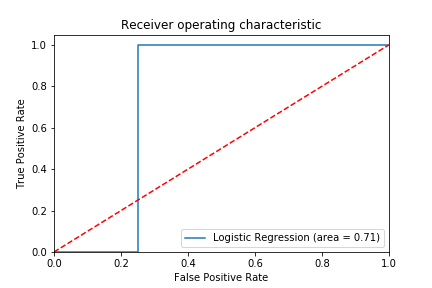 Receiver operating characteristic
1.0
0.8
0.6
0.4
0.2
0.0
True Positive Rate
Logistic Regression (area = 0.71)
0.0 0.2 0.4 0.6 0.8 1.0
False Positive Rate